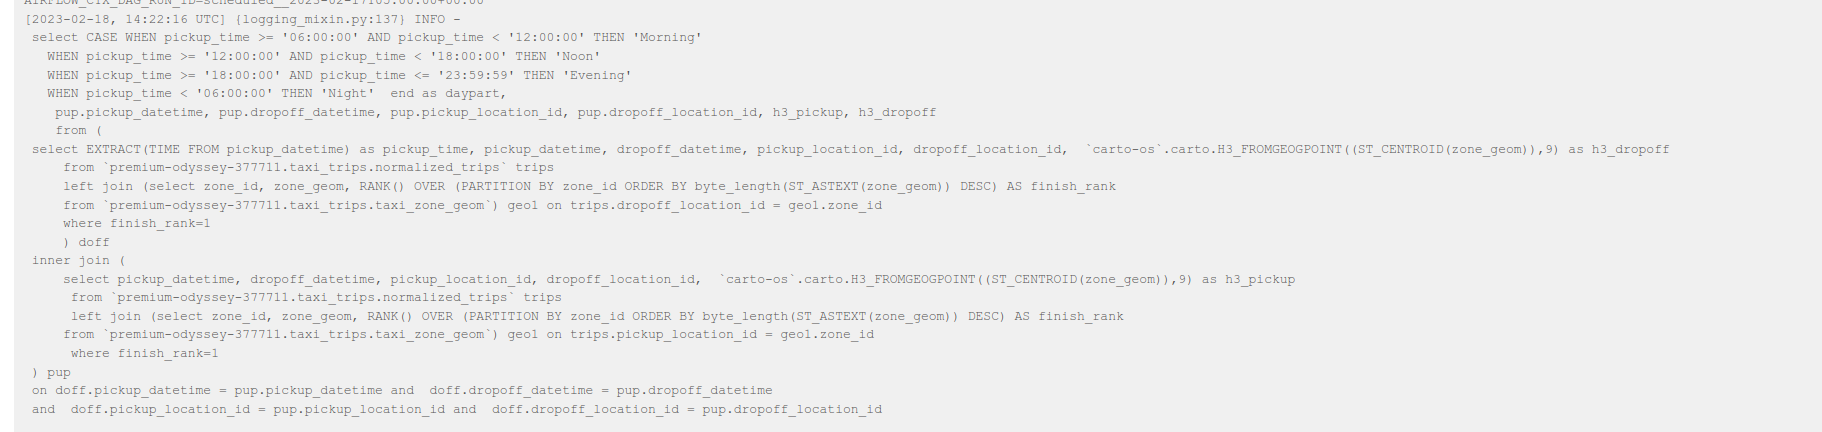 AIRFLOW_CTX_DAG_RUN_ID=scheduled__2023-02-17T05:00:00+00:00
[2023-02-18, 14:22:16 UTC] {logging_mixin.py:137} INFO -
select CASE WHEN pickup_time >= '06:00:00' AND pickup_time < '12:00:00' THEN 'Morning'
WHEN pickup_time >= '12:00:00' AND pickup_time < '18:00:00' THEN 'Noon'
WHEN pickup_time >= '18:00:00' AND pickup_time <= '23:59:59' THEN 'Evening'
WHEN pickup_time < '06:00:00' THEN 'Night'  end as daypart,
pup.pickup_datetime, pup.dropoff_datetime, pup.pickup_location_id, pup.dropoff_location_id, h3_pickup, h3_dropoff
from (
select EXTRACT(TIME FROM pickup_datetime) as pickup_time, pickup_datetime, dropoff_datetime, pickup_location_id, dropoff_location_id,  `carto-os`.carto.H3_FROMGEOGPOINT((ST_CENTROID(zone_geom)),9) as h3_dropoff
from `premium-odyssey-377711.taxi_trips.normalized_trips` trips
left join (select zone_id, zone_geom, RANK() OVER (PARTITION BY zone_id ORDER BY byte_length(ST_ASTEXT(zone_geom)) DESC) AS finish_rank
from `premium-odyssey-377711.taxi_trips.taxi_zone_geom`) geo1 on trips.dropoff_location_id = geo1.zone_id
where finish_rank=1
) doff
inner join (
select pickup_datetime, dropoff_datetime, pickup_location_id, dropoff_location_id,  `carto-os`.carto.H3_FROMGEOGPOINT((ST_CENTROID(zone_geom)),9) as h3_pickup
from `premium-odyssey-377711.taxi_trips.normalized_trips` trips
left join (select zone_id, zone_geom, RANK() OVER (PARTITION BY zone_id ORDER BY byte_length(ST_ASTEXT(zone_geom)) DESC) AS finish_rank
from `premium-odyssey-377711.taxi_trips.taxi_zone_geom`) geo1 on trips.pickup_location_id = geo1.zone_id
where finish_rank=1
) pup
on doff.pickup_datetime = pup.pickup_datetime and  doff.dropoff_datetime = pup.dropoff_datetime
and  doff.pickup_location_id = pup.pickup_location_id and  doff.dropoff_location_id = pup.dropoff_location_id